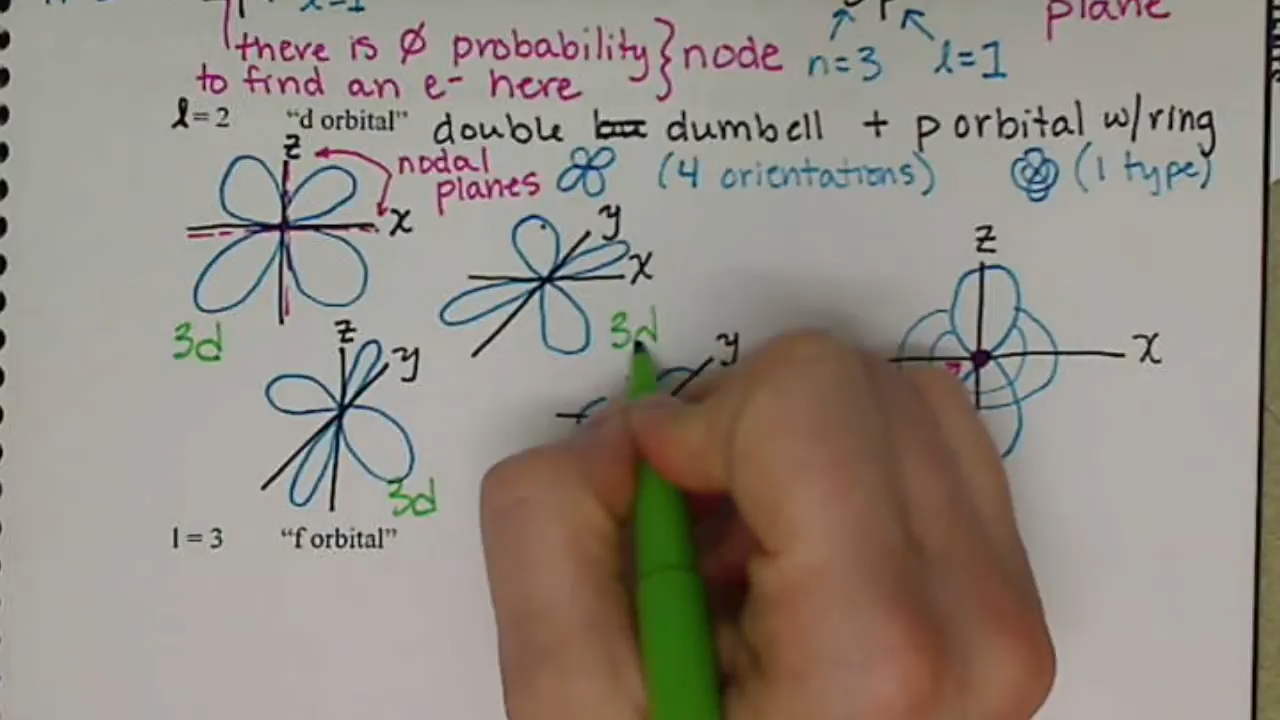 l=1
plane
there is ∅ probability } node n=3 l=1
to find an e- here
l = 2 “d orbital” double dumbell + p orbital w/ring
z nodal (4 orientations) (1 type)
planes
x y x z
3d 3d
z y y x
3d
l = 3 “f orbital”